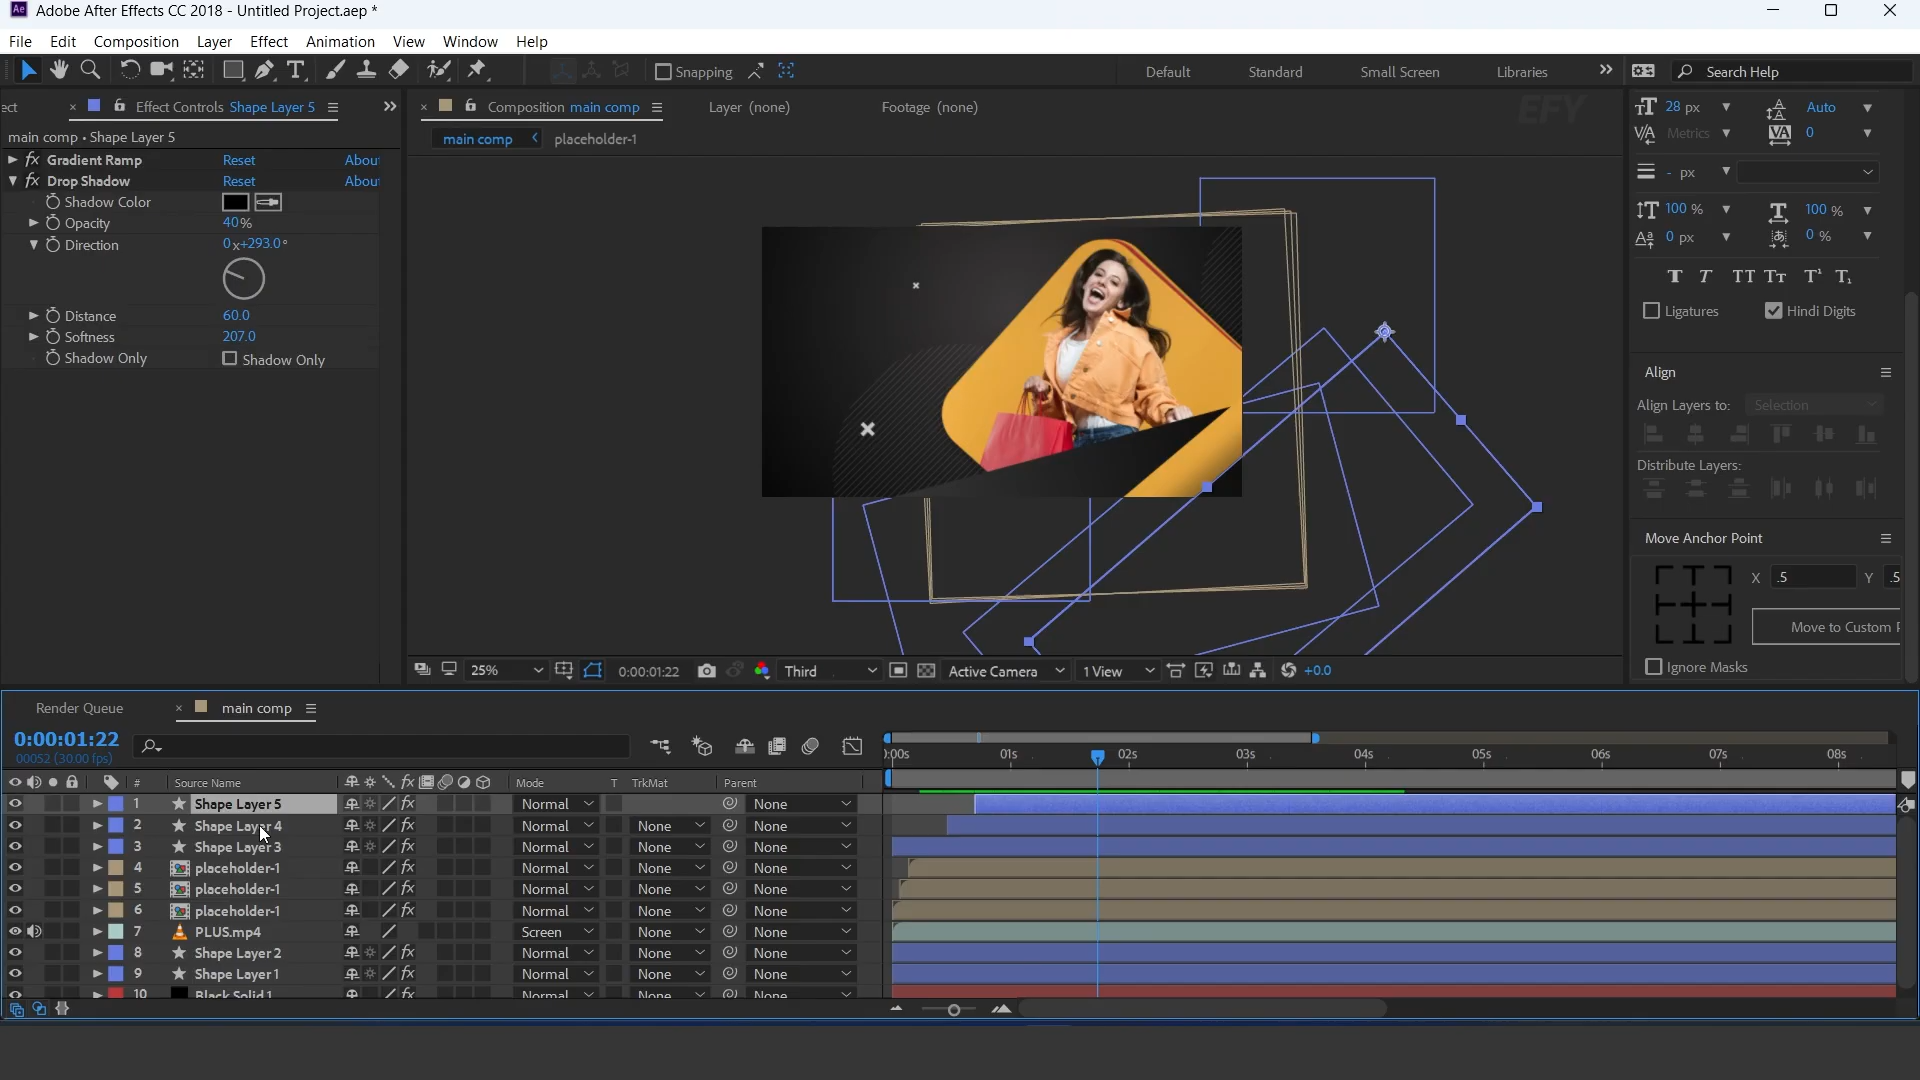 Adobe After Effects CC 2018 - Untitled Project.aep *
File Edit Composition Layer Effect Animation View Window Help
Snapping Default Standard Small Screen Libraries Search Help
ect × Effect Controls Shape Layer 5 × Composition main comp Layer (none) Footage (none) EFY
main comp • Shape Layer 5
main comp placeholder-1
fx Gradient Ramp Reset About
fx Drop Shadow Reset About
Shadow Color
Opacity 40%
Direction 0x+293.0°
Distance 60.0
Softness 207.0
Shadow Only Shadow Only
28 px Auto
Metrics 0
- px
100 % 100 %
0 px 0 %
Ligatures Hindi Digits
Align
Align Layers to: Selection
Distribute Layers:
Move Anchor Point
X .5 Y .5
Move to Custom
Ignore Masks
25% 0:00:01:22 Third Active Camera 1 View +0.0
Render Queue × main comp
0:00:01:22
00052 (30.00 fps)
:00s 01s 02s 03s 04s 05s 06s 07s 08s
# Source Name Mode T TrkMat Parent
1 Shape Layer 5 Normal None
2 Shape Layer 4 Normal None None
3 Shape Layer 3 Normal None None
4 placeholder-1 Normal None None
5 placeholder-1 Normal None None
6 placeholder-1 Normal None None
7 PLUS.mp4 Screen None None
8 Shape Layer 2 Normal None None
9 Shape Layer 1 Normal None None
10 Black Solid 1 Normal None None